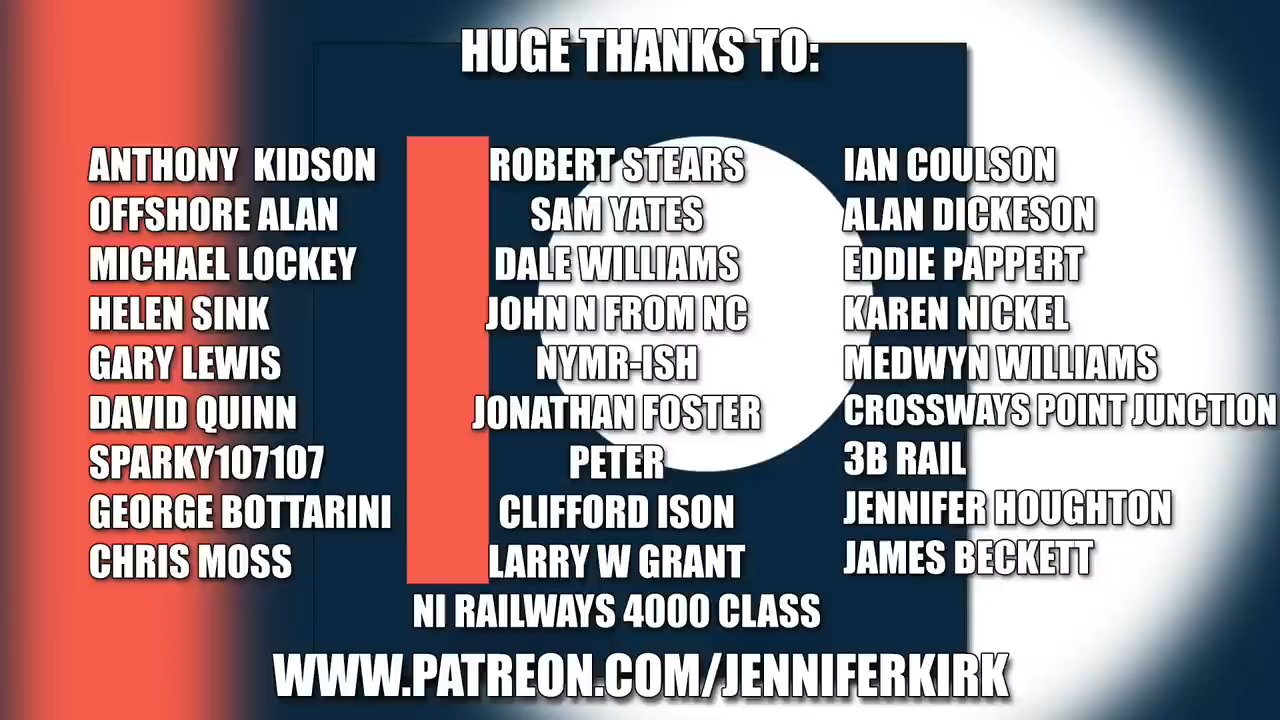 HUGE THANKS TO:
ANTHONY KIDSON
OFFSHORE ALAN
MICHAEL LOCKEY
HELEN SINK
GARY LEWIS
DAVID QUINN
SPARKY107107
GEORGE BOTTARINI
CHRIS MOSS
ROBERT STEARS
SAM YATES
DALE WILLIAMS
JOHN N FROM NC
NYMR-ISH
JONATHAN FOSTER
PETER
CLIFFORD ISON
LARRY W GRANT
NI RAILWAYS 4000 CLASS
IAN COULSON
ALAN DICKESON
EDDIE PAPPERT
KAREN NICKEL
MEDWYN WILLIAMS
CROSSWAYS POINT JUNCTION
3B RAIL
JENNIFER HOUGHTON
JAMES BECKETT
WWW.PATREON.COM/JENNIFERKIRK